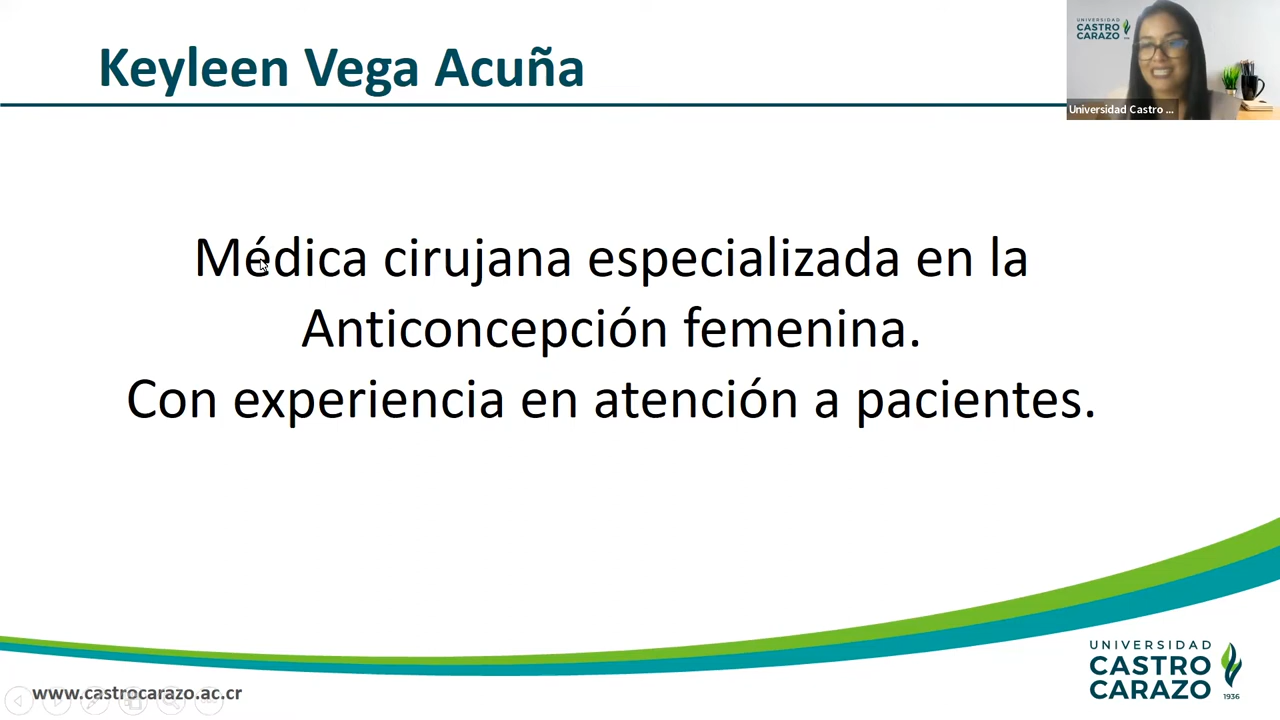 Keyleen Vega Acuña
UNIVERSIDAD
CASTRO
CARAZO
Universidad Castro ...
Médica cirujana especializada en la
Anticoncepción femenina.
Con experiencia en atención a pacientes.
UNIVERSIDAD
CASTRO
CARAZO
1936
www.castrocarazo.ac.cr